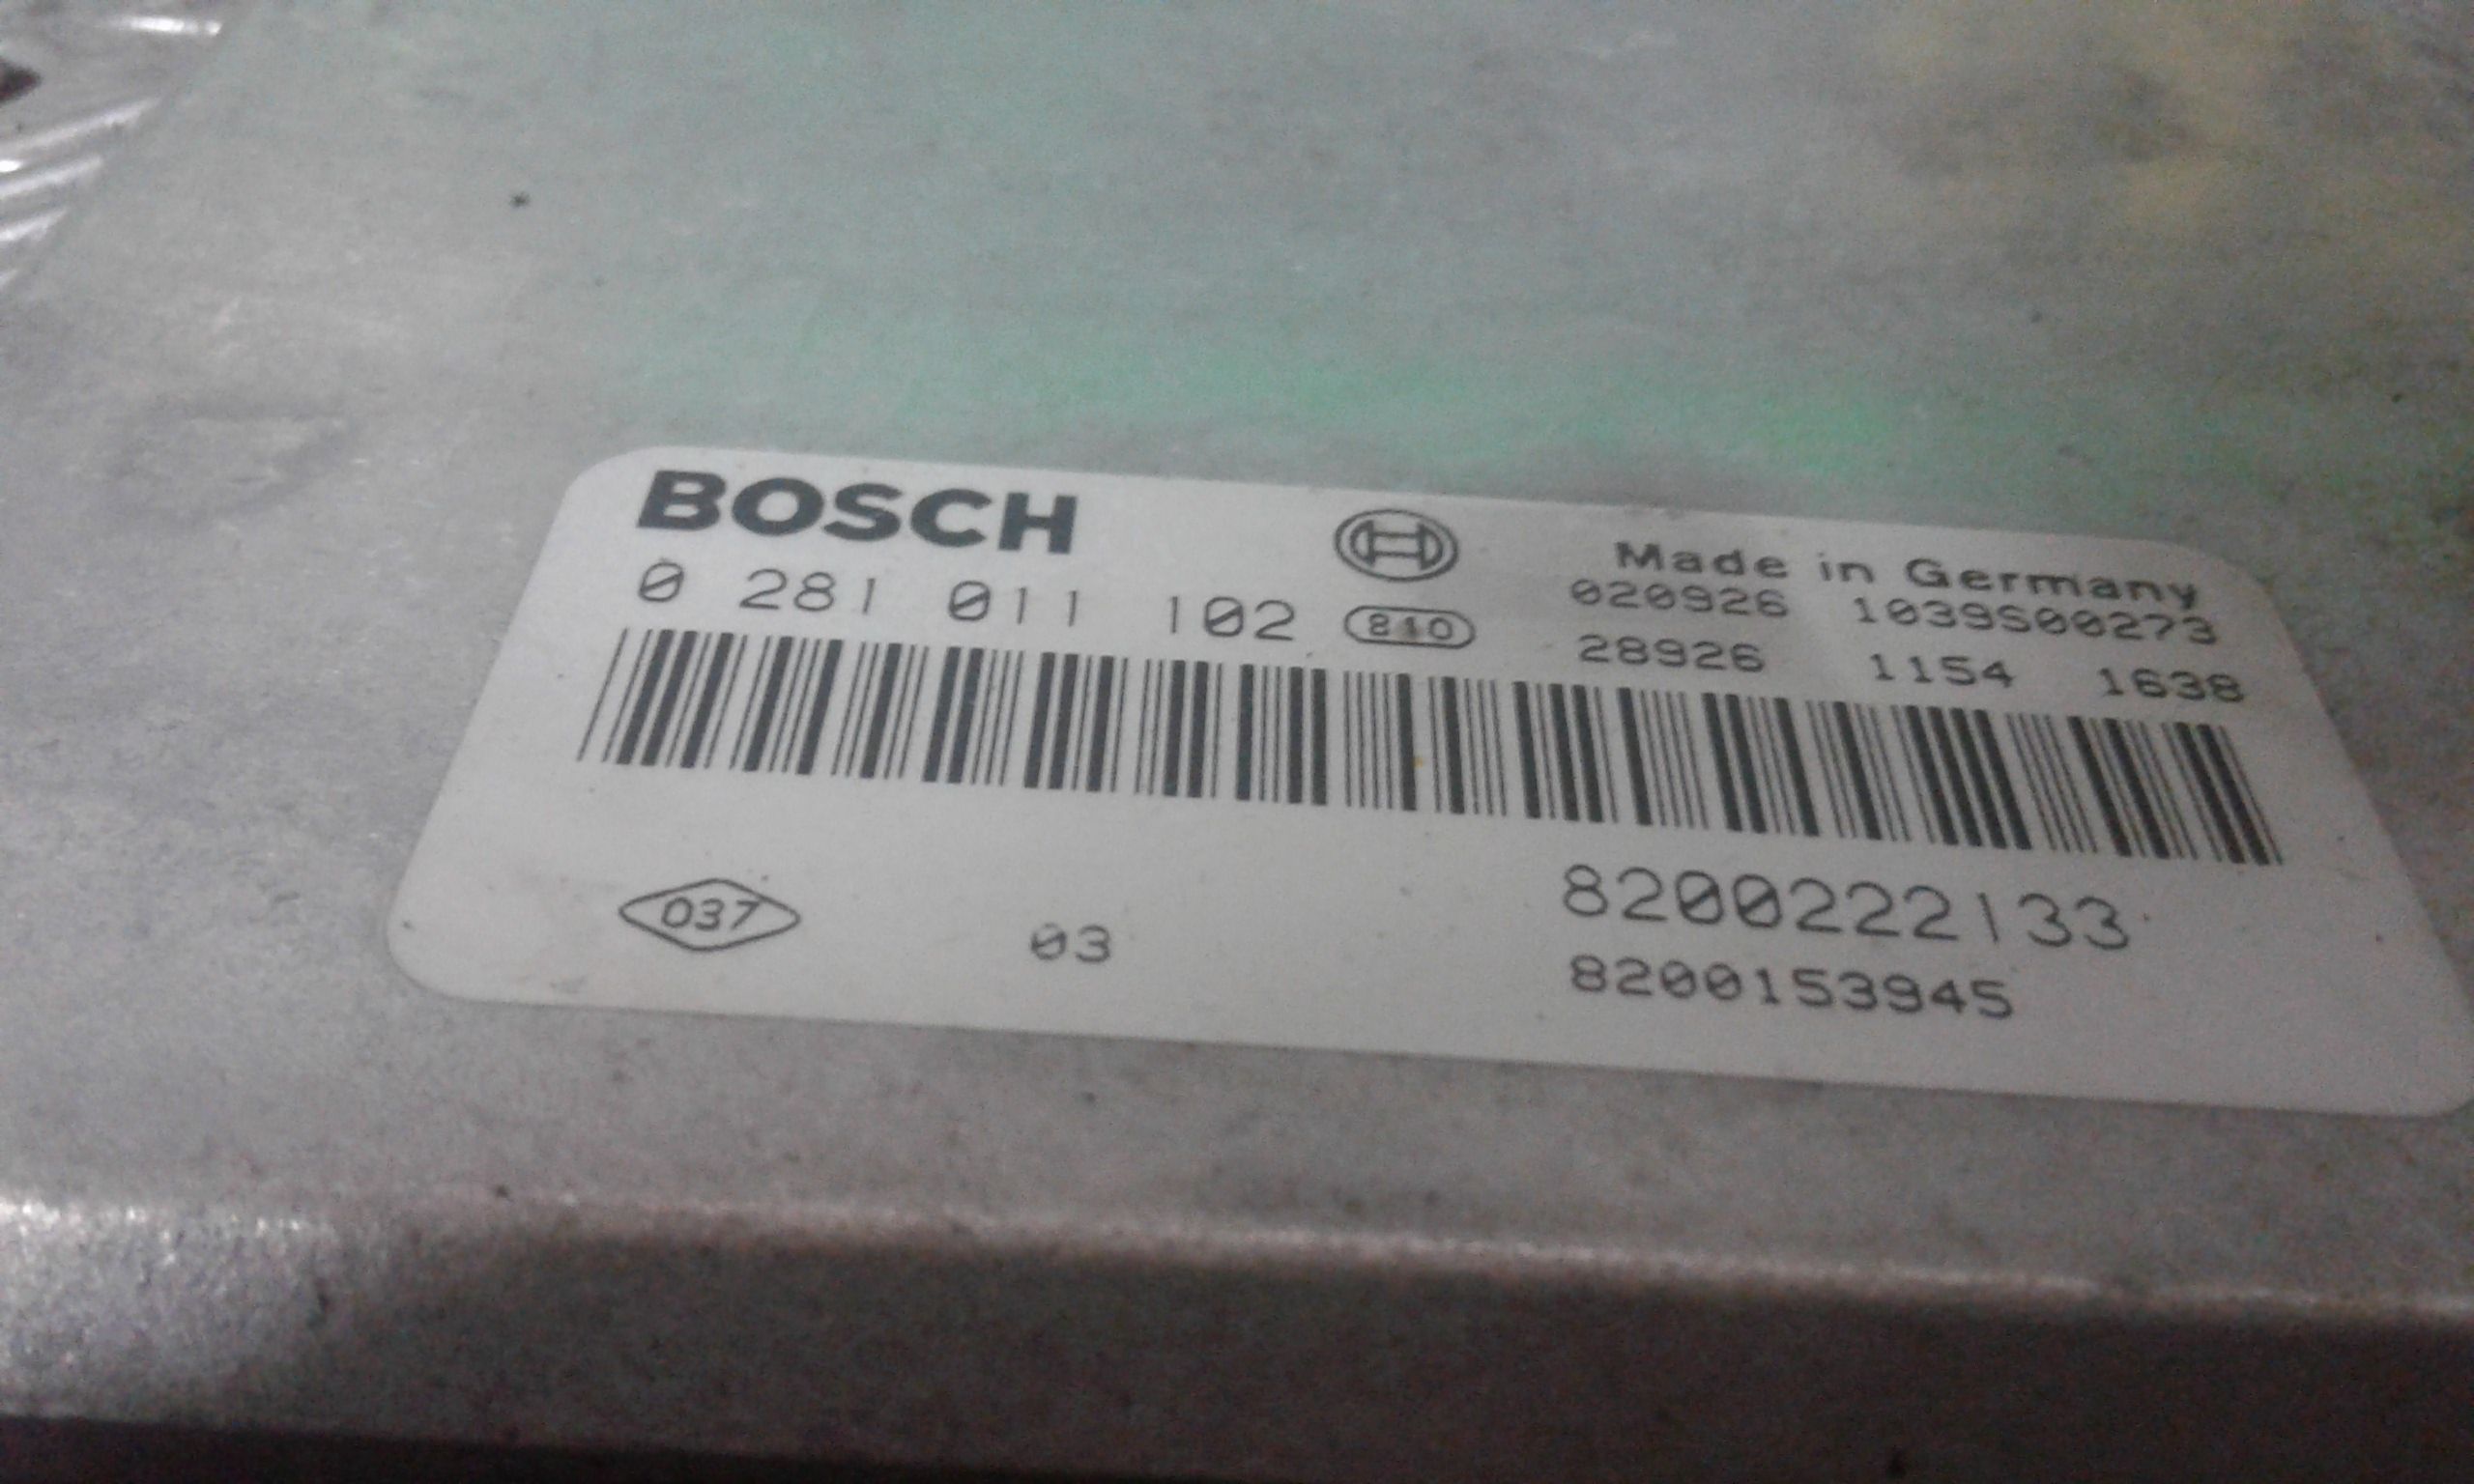 BOSCH
Made in Germany
0 281 011 102 810
020926 1039S00273
28926 1154 1638
037 03
8200222133
8200153945